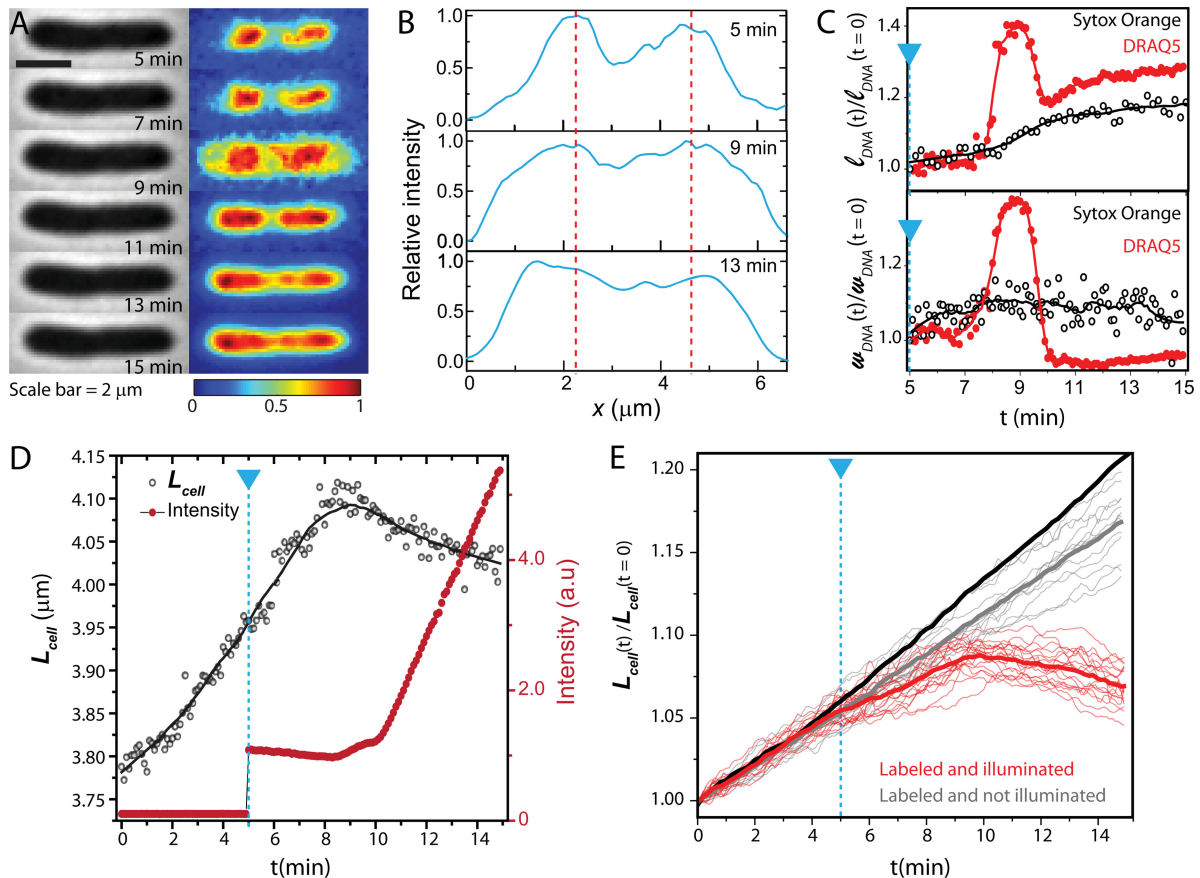 A
5 min
7 min
9 min
11 min
13 min
15 min
Scale bar = 2 μm
0 0.5 1
B
Relative intensity
1.0
0.5
0.0
5 min
1.0
0.5
0.0
9 min
1.0
0.5
0.0
13 min
0 2 4 6
x (μm)
C
ℓDNA(t)/ℓDNA(t = 0)
1.4
1.2
1.0
Sytox Orange
DRAQ5
wDNA(t)/wDNA(t = 0)
1.2
1.0
Sytox Orange
DRAQ5
5 7 9 11 13 15
t (min)
D
Lcell (μm)
4.15
4.10
4.05
4.00
3.95
3.90
3.85
3.80
3.75
Lcell
Intensity
4.0
2.0
0
Intensity (a.u)
0 2 4 6 8 10 12 14
t(min)
E
Lcell(t)/Lcell(t = 0)
1.20
1.15
1.10
1.05
1.00
Labeled and illuminated
Labeled and not illuminated
0 2 4 6 8 10 12 14
t(min)